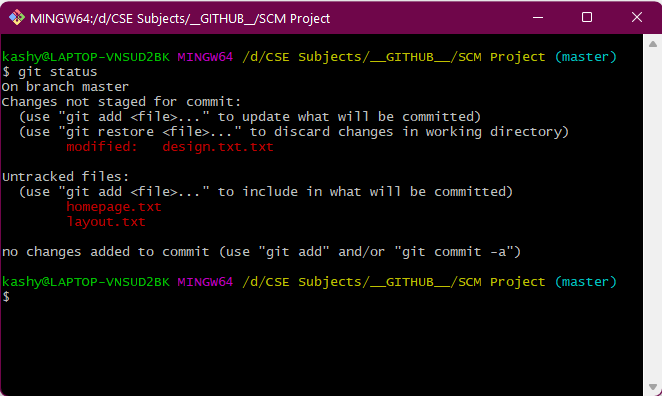 MINGW64:/d/CSE Subjects/__GITHUB__/SCM Project
kashy@LAPTOP-VNSUD2BK MINGW64 /d/CSE Subjects/__GITHUB__/SCM Project (master)
$ git status
On branch master
Changes not staged for commit:
  (use "git add <file>..." to update what will be committed)
  (use "git restore <file>..." to discard changes in working directory)
        modified:   design.txt.txt

Untracked files:
  (use "git add <file>..." to include in what will be committed)
        homepage.txt
        layout.txt

no changes added to commit (use "git add" and/or "git commit -a")

kashy@LAPTOP-VNSUD2BK MINGW64 /d/CSE Subjects/__GITHUB__/SCM Project (master)
$